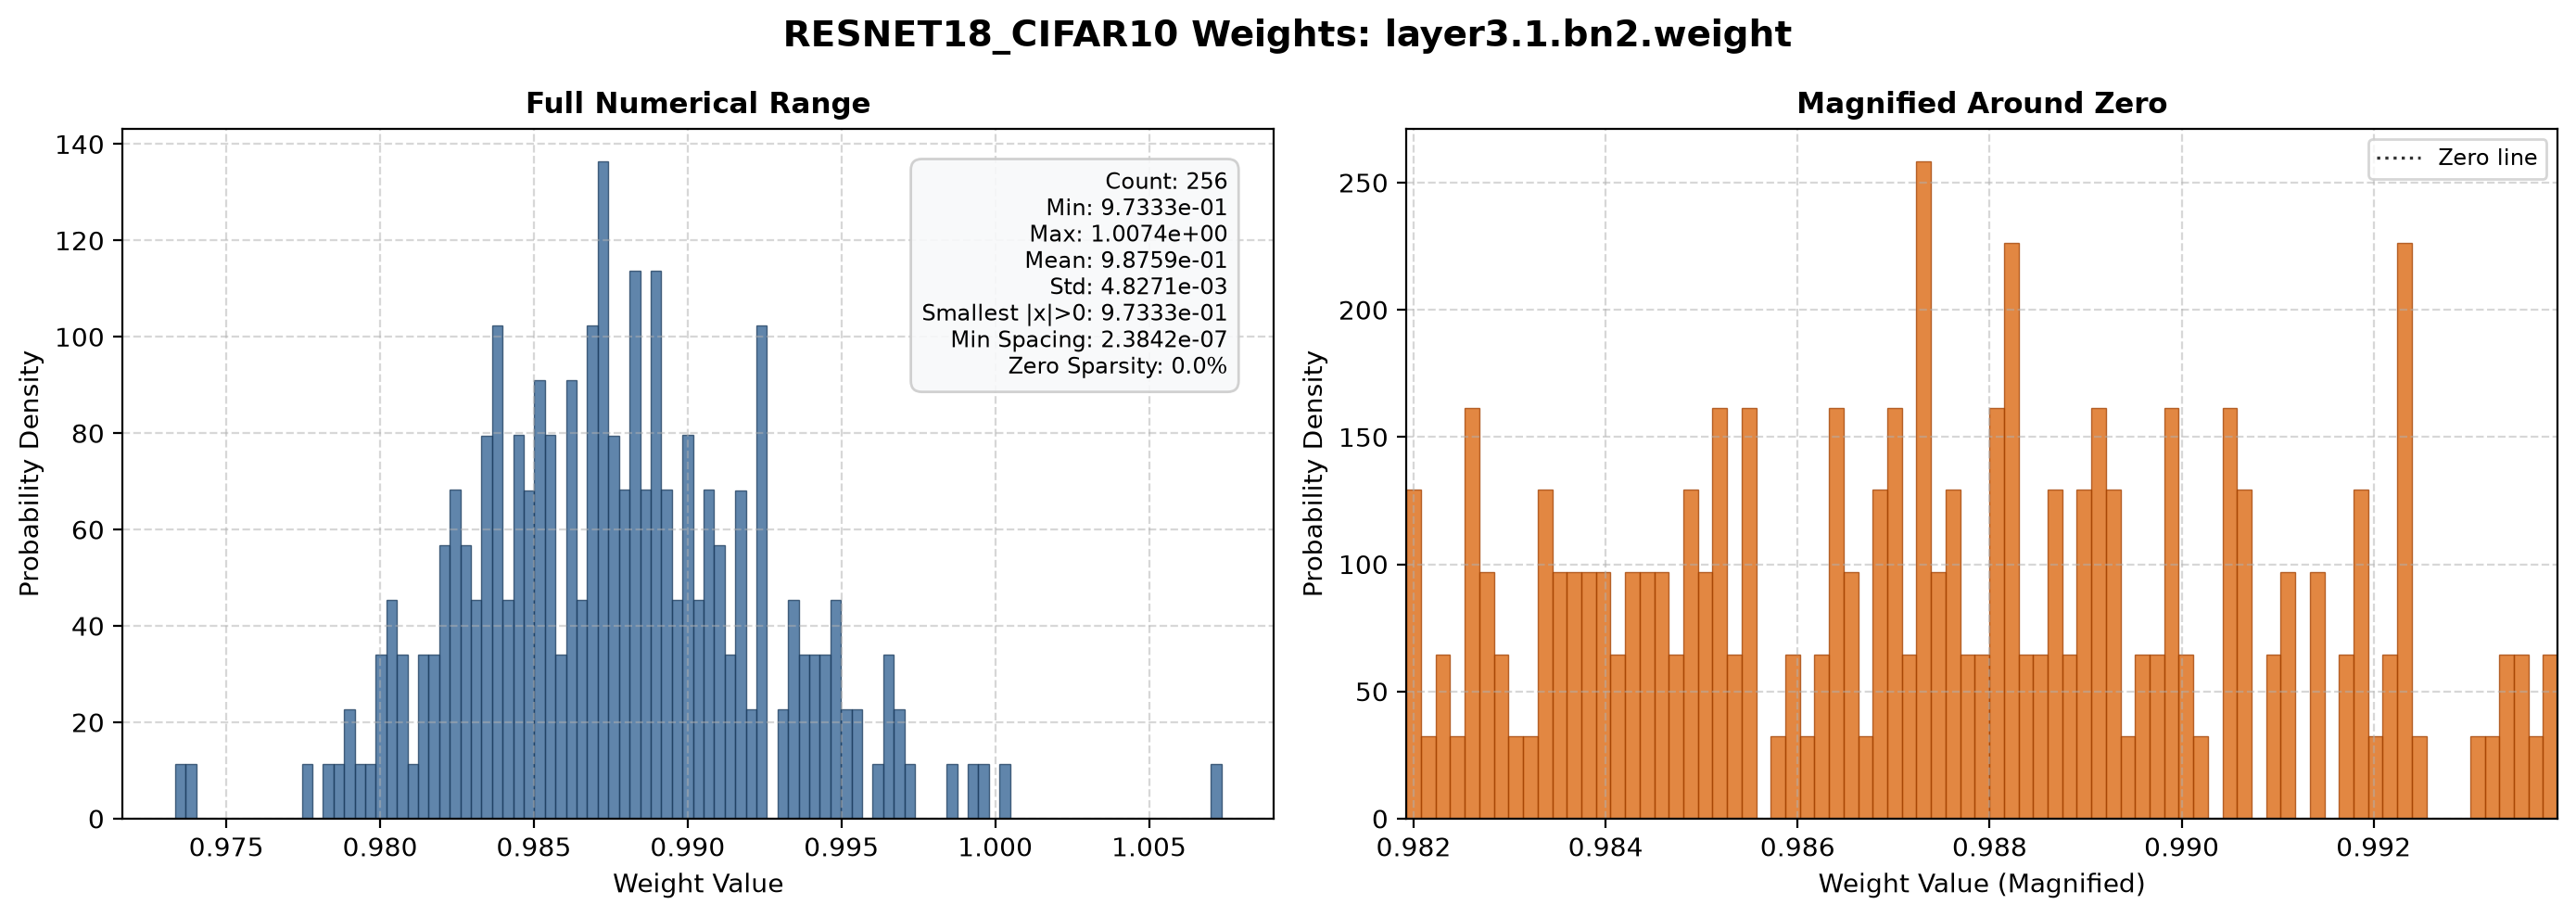 RESNET18_CIFAR10 Weights: layer3.1.bn2.weight
Full Numerical Range
140
120
100
80
60
40
20
0
Probability Density
Count: 256
Min: 9.7333e-01
Max: 1.0074e+00
Mean: 9.8759e-01
Std: 4.8271e-03
Smallest |x|>0: 9.7333e-01
Min Spacing: 2.3842e-07
Zero Sparsity: 0.0%
0.975 0.980 0.985 0.990 0.995 1.000 1.005
Weight Value
Magnified Around Zero
Zero line
250
200
150
100
50
0
Probability Density
0.982 0.984 0.986 0.988 0.990 0.992
Weight Value (Magnified)